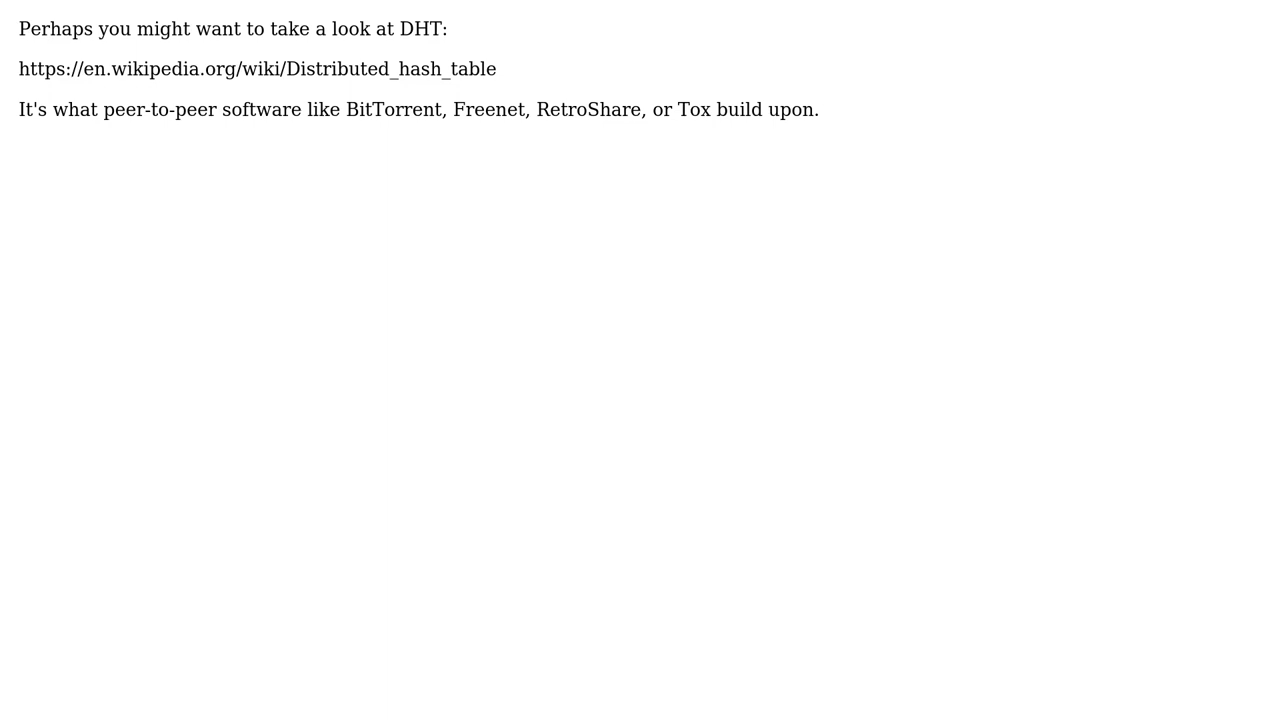 Perhaps you might want to take a look at DHT:
https://en.wikipedia.org/wiki/Distributed_hash_table
It's what peer-to-peer software like BitTorrent, Freenet, RetroShare, or Tox build upon.